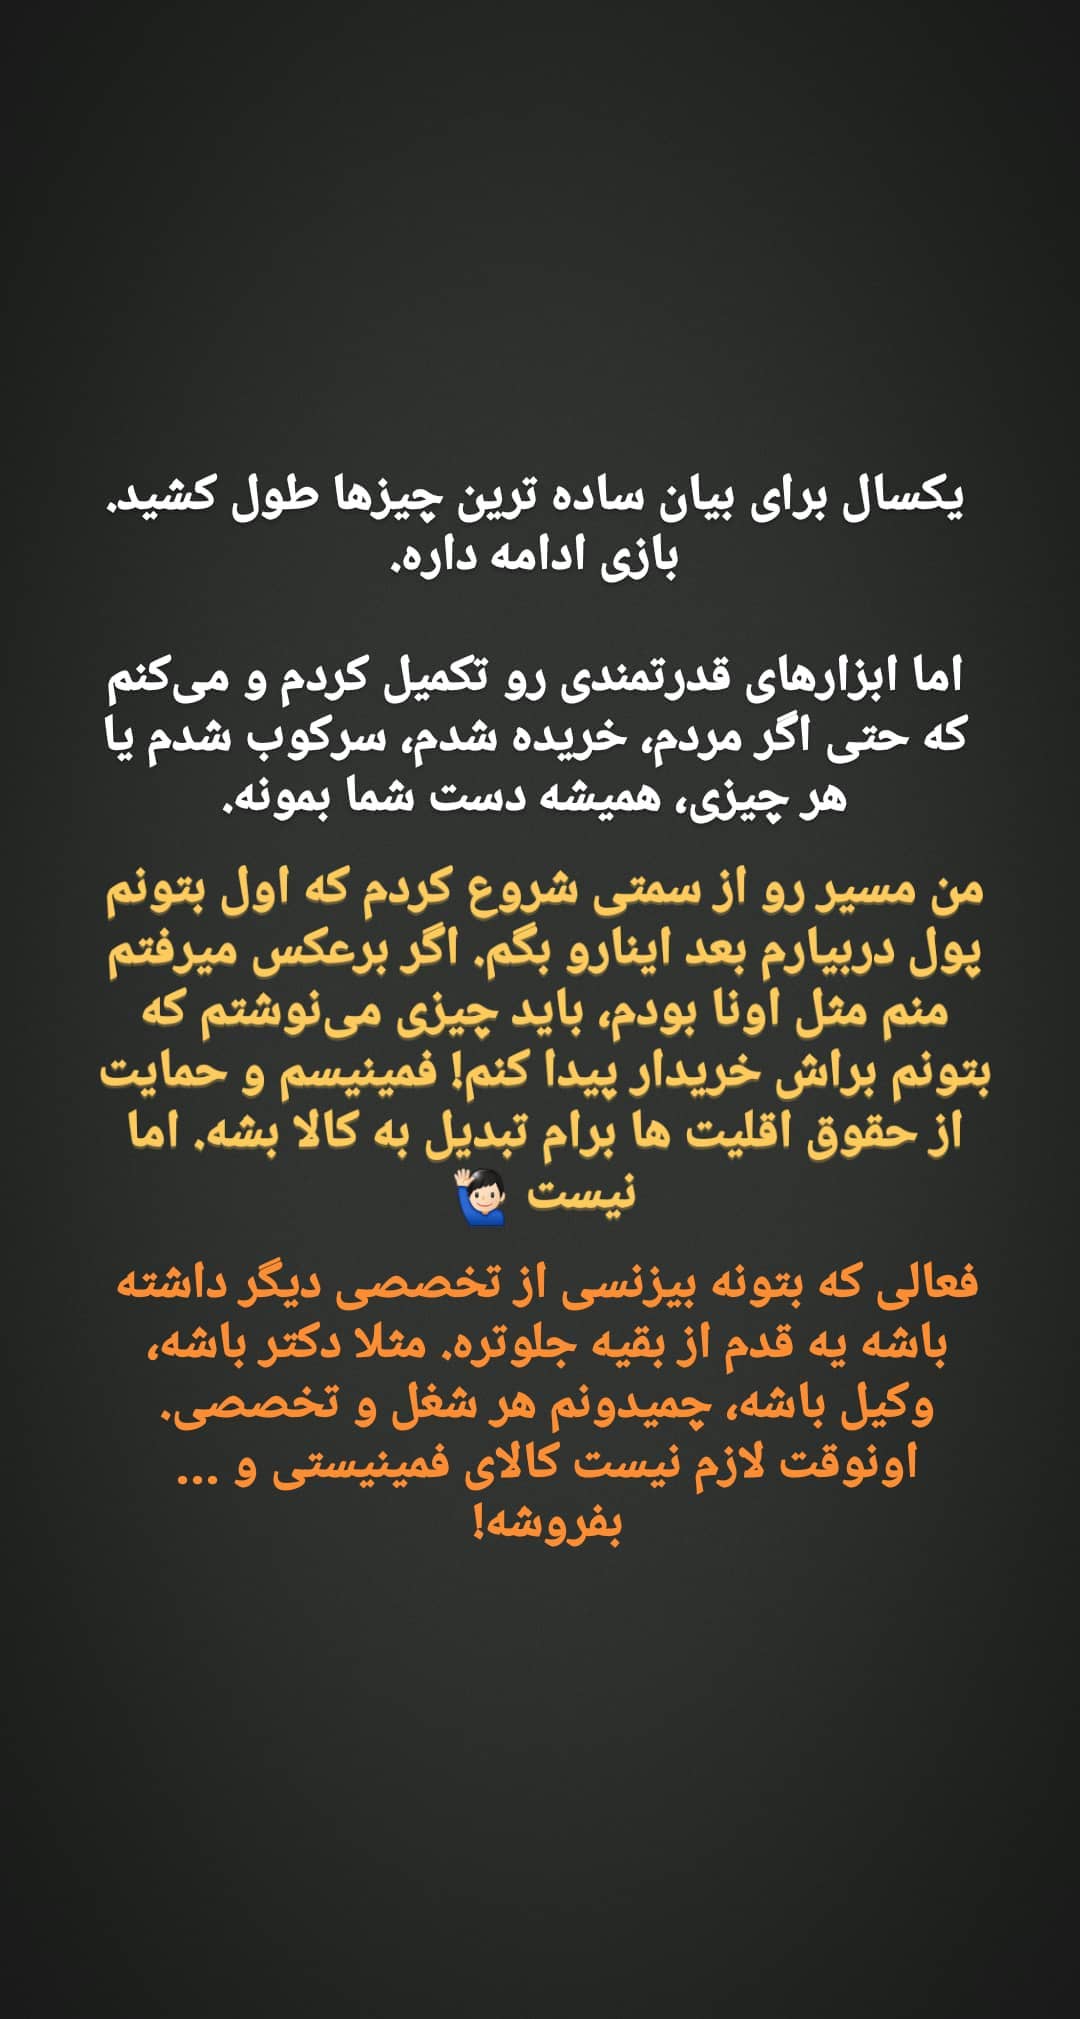 یکسال برای بیان ساده ترین چیزها طول کشید.
بازی ادامه داره.
اما ابزارهای قدرتمندی رو تکمیل کردم و می‌کنم
که حتی اگر مردم، خریده شدم، سرکوب شدم یا
هر چیزی، همیشه دست شما بمونه.
من مسیر رو از سمتی شروع کردم که اول بتونم
پول دربیارم بعد اینارو بگم. اگر برعکس میرفتم
منم مثل اونا بودم، باید چیزی می‌نوشتم که
بتونم براش خریدار پیدا کنم! فمینیسم و حمایت
از حقوق اقلیت ها برام تبدیل به کالا بشه. اما
نیست 🙋🏻‍♂️
فعالی که بتونه بیزنسی از تخصصی دیگر داشته
باشه یه قدم از بقیه جلوتره. مثلا دکتر باشه،
وکیل باشه، چمیدونم هر شغل و تخصصی.
اونوقت لازم نیست کالای فمینیستی و ...
بفروشه!